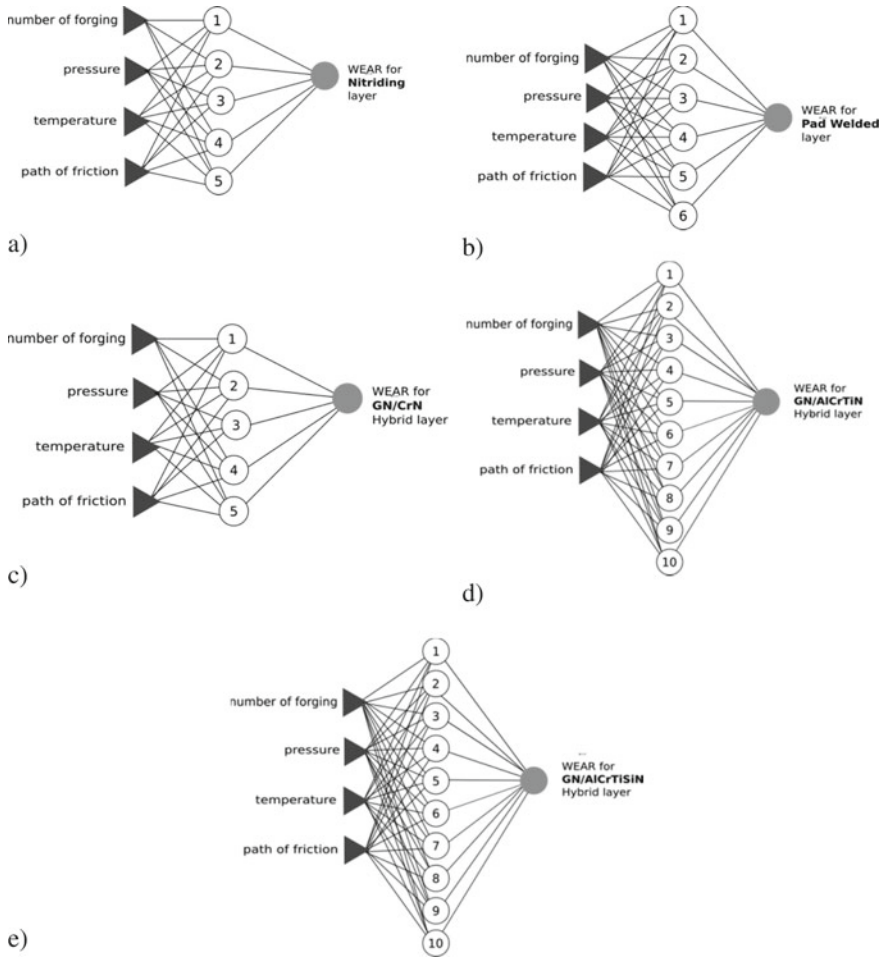 number of forging
pressure
temperature
path of friction
1
2
3
4
5
WEAR for
Nitriding
layer
a)
number of forging
pressure
temperature
path of friction
1
2
3
4
5
6
WEAR for
Pad Welded
layer
b)
number of forging
pressure
temperature
path of friction
1
2
3
4
5
WEAR for
GN/CrN
Hybrid layer
c)
number of forging
pressure
temperature
path of friction
1
2
3
4
5
6
7
8
9
10
WEAR for
GN/AlCrTiN
Hybrid layer
d)
number of forging
pressure
temperature
path of friction
1
2
3
4
5
6
7
8
9
10
WEAR for
GN/AlCrTiSiN
Hybrid layer
e)